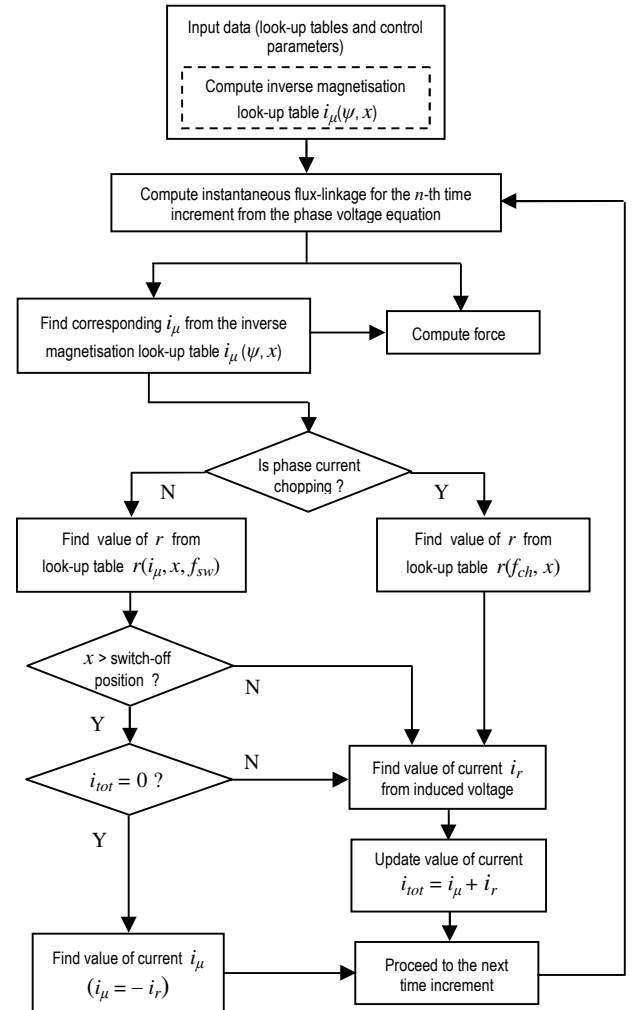 Input data (look-up tables and control
parameters)
Compute inverse magnetisation
look-up table iμ(ψ, x)
Compute instantaneous flux-linkage for the n-th time
increment from the phase voltage equation
Find corresponding iμ from the inverse
magnetisation look-up table iμ (ψ, x)
Compute force
Is phase current
chopping ?
N
Y
Find value of r from
look-up table r(iμ, x, fsw)
Find value of r from
look-up table r(fch, x)
x > switch-off
position ?
N
Y
itot = 0 ?
N
Y
Find value of current ir
from induced voltage
Update value of current
itot = iμ + ir
Find value of current iμ
(iμ = − ir)
Proceed to the next
time increment